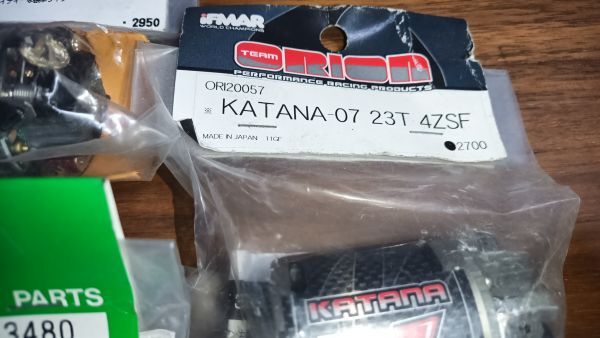 2950
iFMAR
WORLD CHAMPIONS
TEAM
ORION
PERFORMANCE RACING PRODUCTS
ORI20057
※ KATANA-07 23T 4ZSF
MADE IN JAPAN
2700
KATANA
PARTS
3480